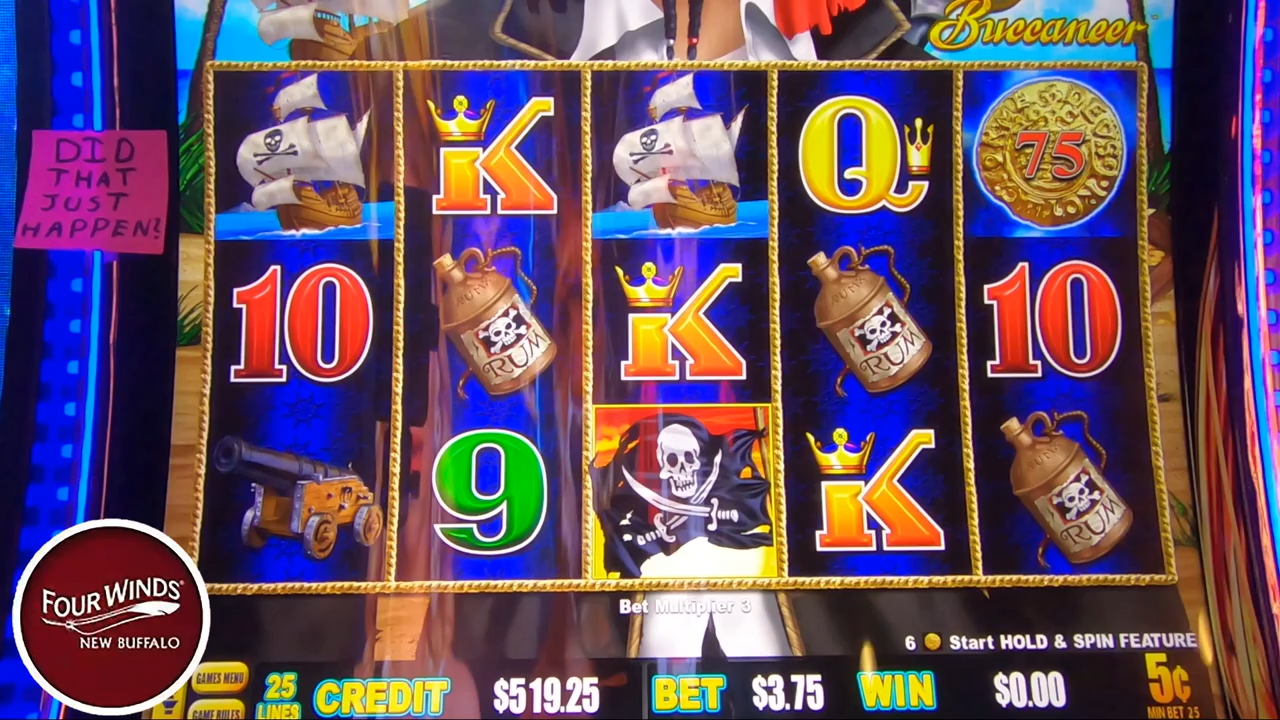 Buccaneer
DID
THAT
JUST
HAPPEN?
K
Q
75
10
RUM
K
RUM
10
9
K
RUM
Bet Multiplier 3
6 Start HOLD & SPIN FEATURE
FOUR WINDS
NEW BUFFALO
GAMES MENU
GAME RULES
25
LINES
CREDIT $519.25 BET $3.75 WIN $0.00
5¢
MIN BET 25